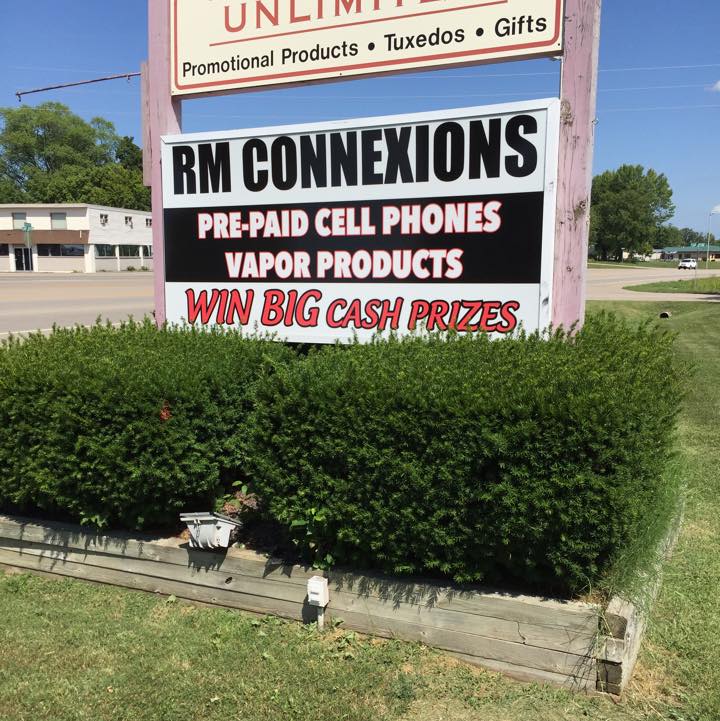 UNLIMITED
Promotional Products • Tuxedos • Gifts
RM CONNEXIONS
PRE-PAID CELL PHONES
VAPOR PRODUCTS
WIN BIG CASH PRIZES